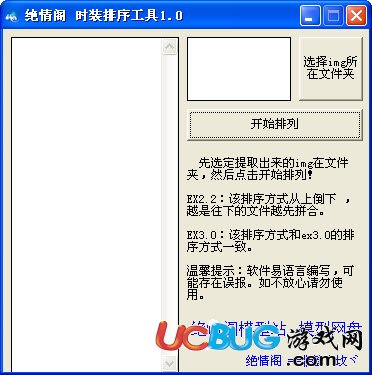 绝情阁 时装排序工具1.0
选择img所
在文件夹
开始排列
先选定提取出来的img在文件
夹，然后点击开始排列！
EX2.2：该排序方式从上倒下 ，
越是往下的文件越先拼合。
EX3.0：该排序方式和ex3.0的排
序方式一致。
温馨提示：软件易语言编写，可
能存在误报。如不放心请勿使
用。
模型站 模型网盘
UCBUG游戏网
.com
绝情阁